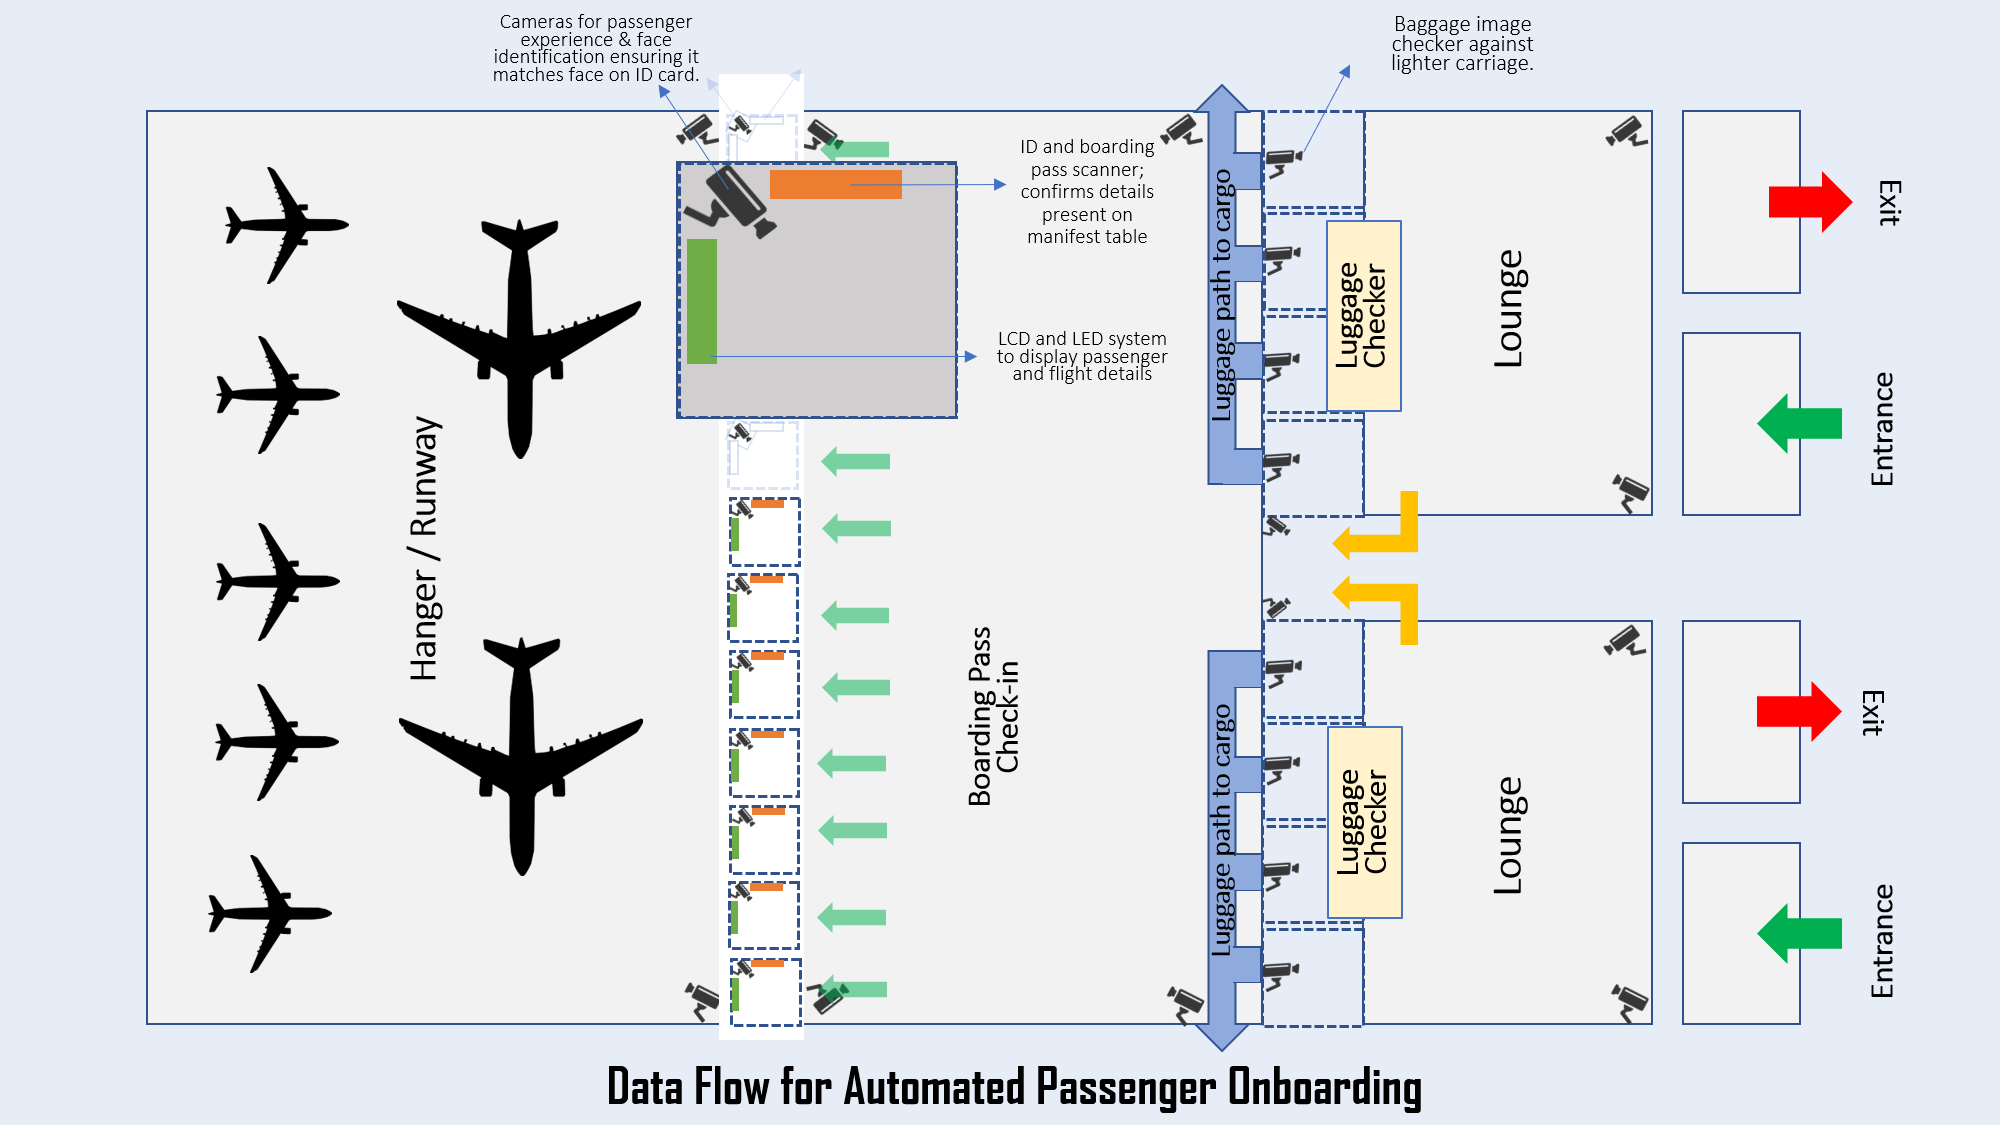 Cameras for passenger
experience & face
identification ensuring it
matches face on ID card.
Baggage image
checker against
lighter carriage.
ID and boarding
pass scanner;
confirms details
present on
manifest table
LCD and LED system
to display passenger
and flight details
Hanger / Runway
Boarding Pass
Check-in
Luggage path to cargo
Luggage
Checker
Lounge
Exit
Entrance
Luggage path to cargo
Luggage
Checker
Lounge
Exit
Entrance
Data Flow for Automated Passenger Onboarding